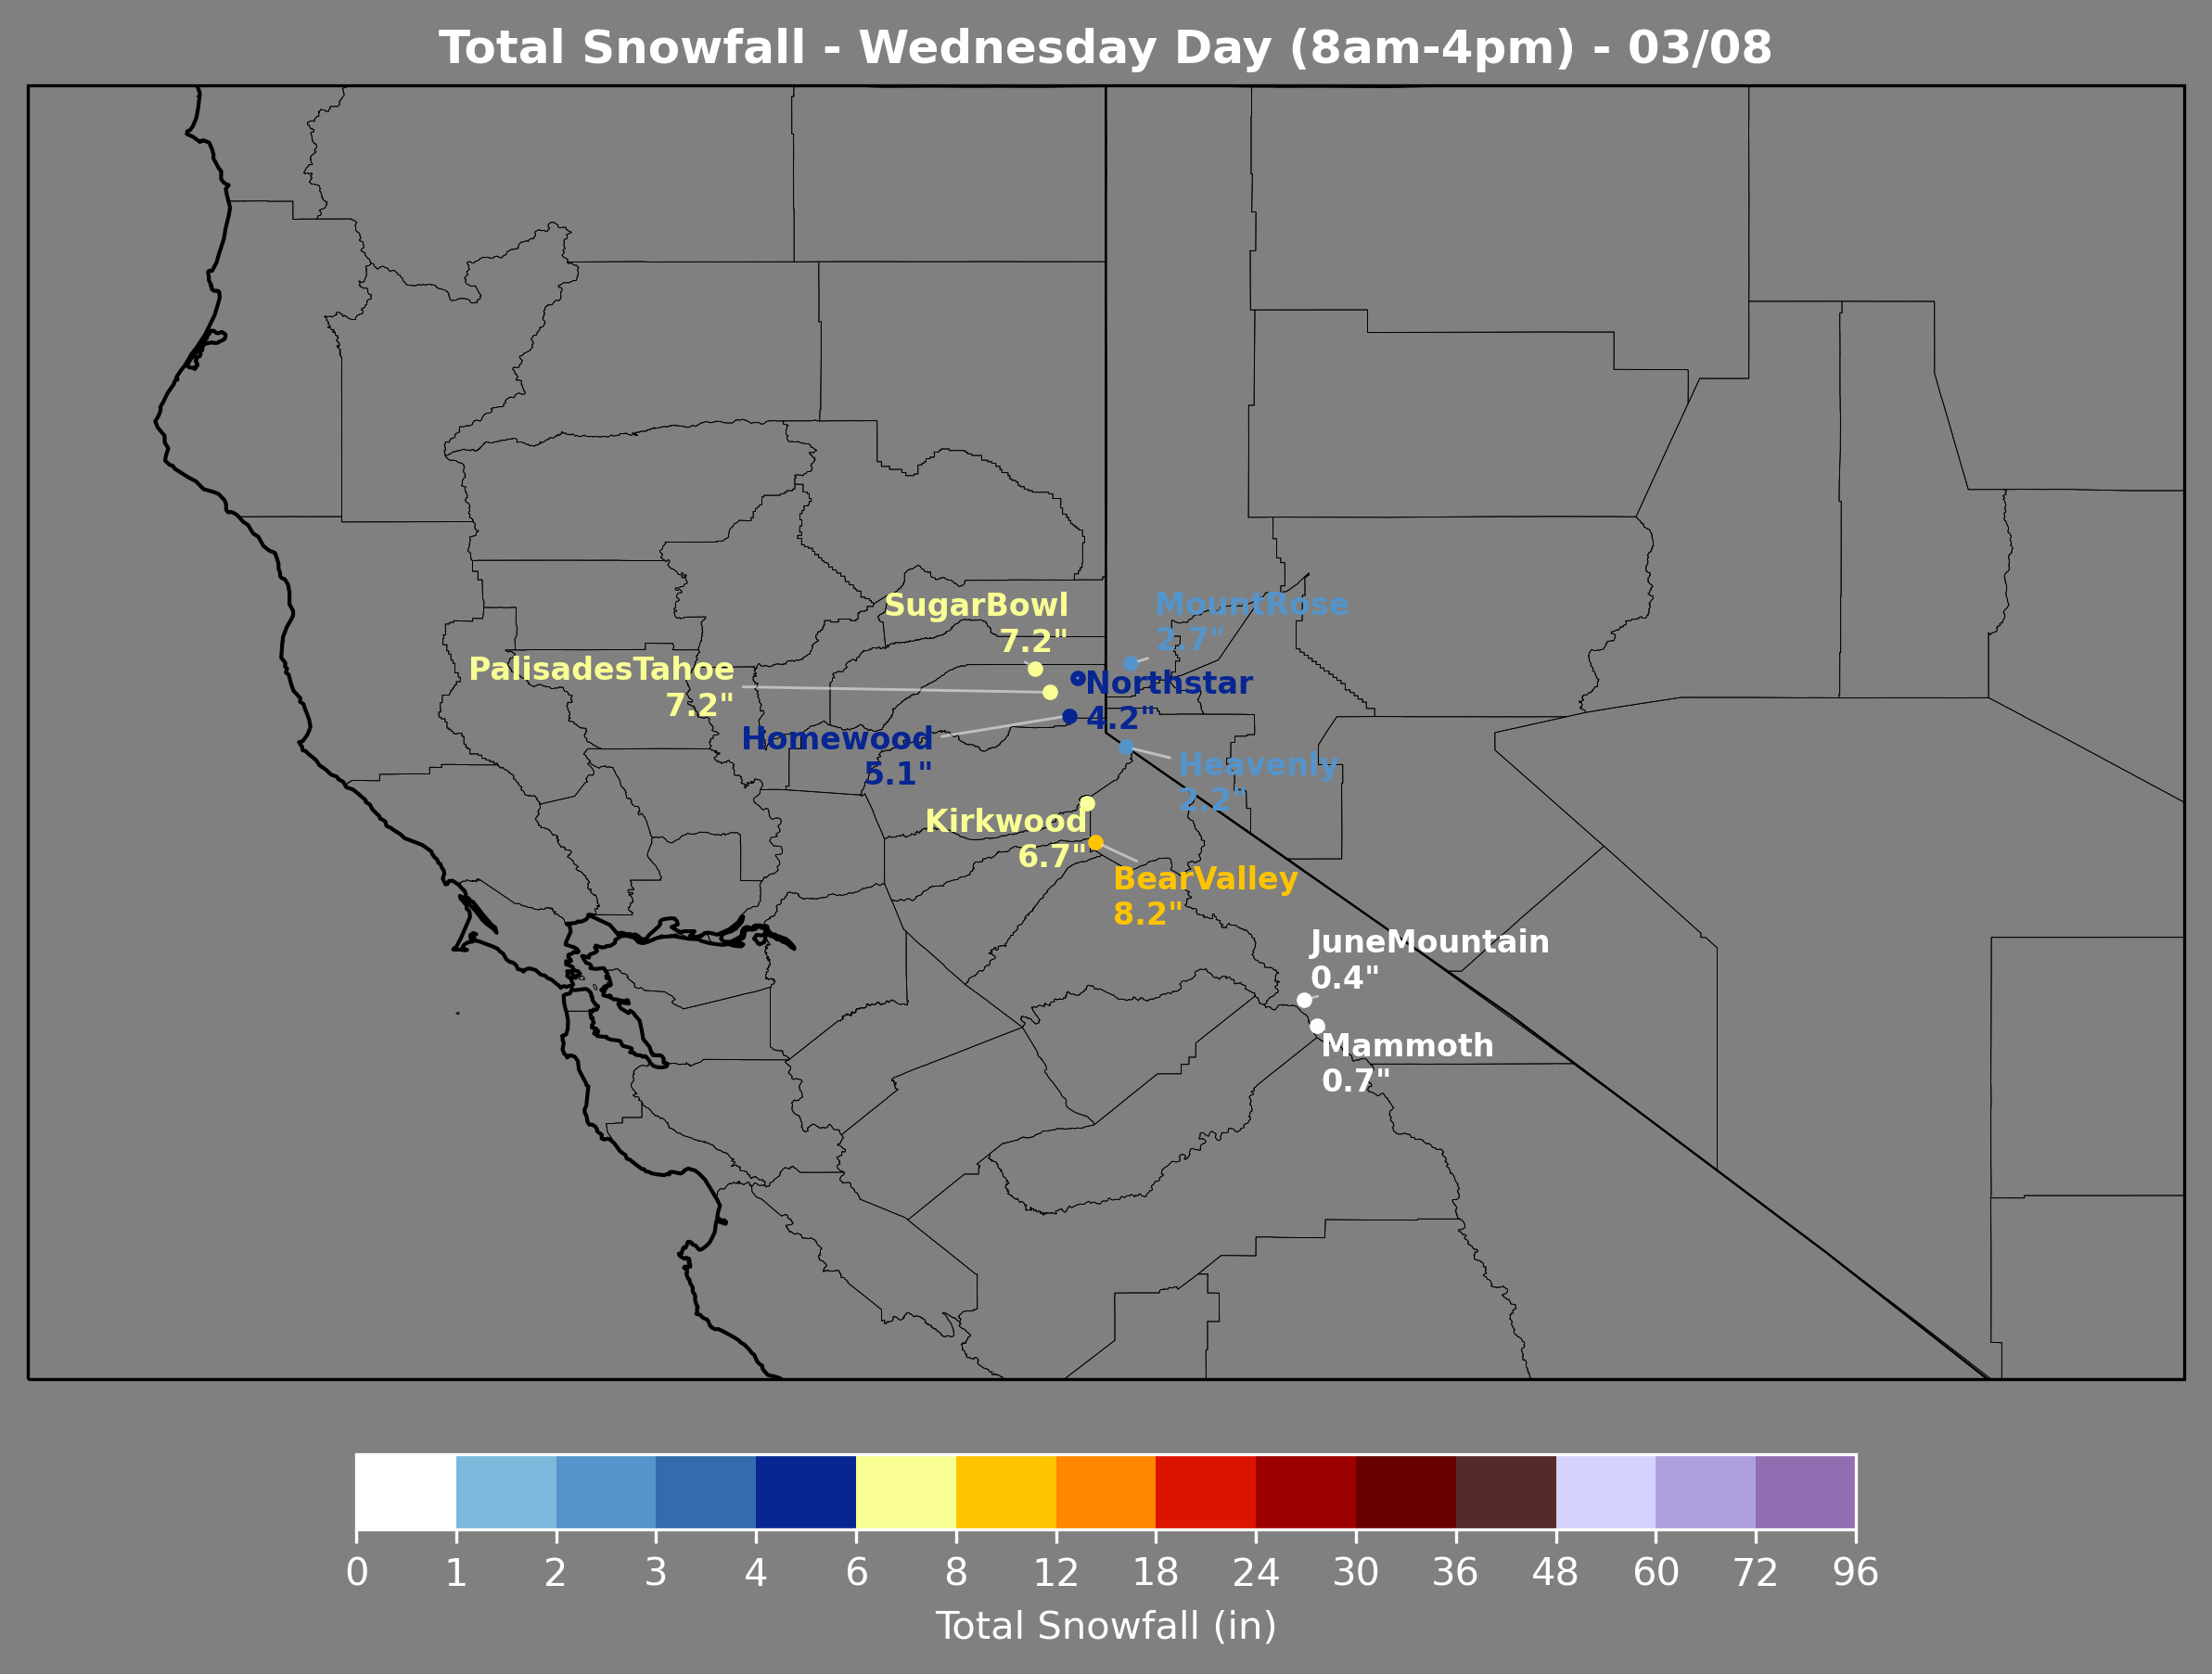 Total Snowfall - Wednesday Day (8am-4pm) - 03/08
SugarBowl
7.2"
MountRose
2.7"
PalisadesTahoe
7.2"
Northstar
4.2"
Homewood
5.1"
Heavenly
2.2"
Kirkwood
6.7"
BearValley
8.2"
JuneMountain
0.4"
Mammoth
0.7"
0 1 2 3 4 6 8 12 18 24 30 36 48 60 72 96
Total Snowfall (in)